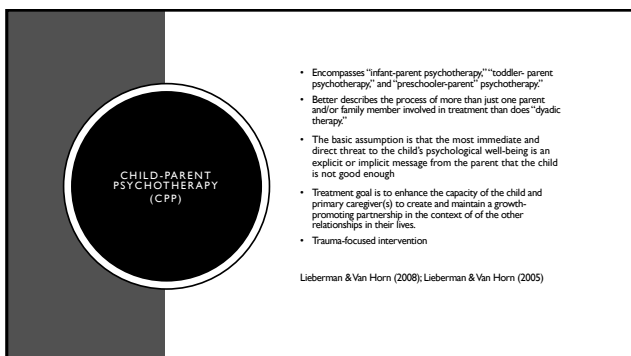 CHILD-PARENT
PSYCHOTHERAPY
(CPP)
• Encompasses “infant-parent psychotherapy,” “toddler- parent
psychotherapy,” and “preschooler-parent” psychotherapy.”
• Better describes the process of more than just one parent
and/or family member involved in treatment than does “dyadic
therapy.”
• The basic assumption is that the most immediate and
direct threat to the child’s psychological well-being is an
explicit or implicit message from the parent that the child
is not good enough
• Treatment goal is to enhance the capacity of the child and
primary caregiver(s) to create and maintain a growth-
promoting partnership in the context of of the other
relationships in their lives.
• Trauma-focused intervention
Lieberman & Van Horn (2008); Lieberman & Van Horn (2005)